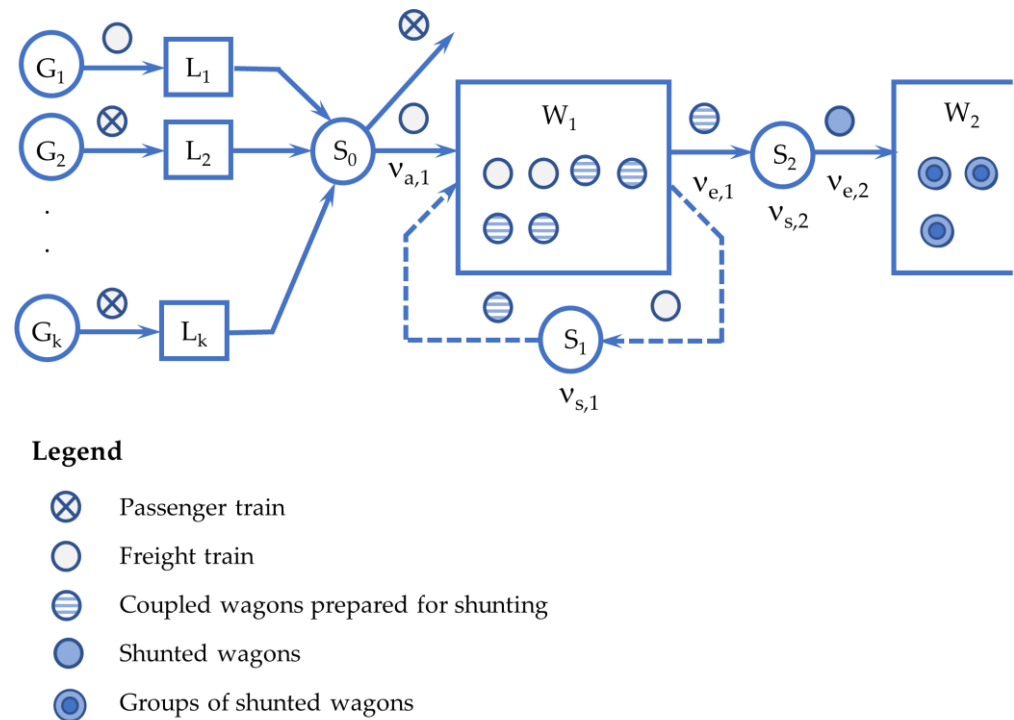 G1 L1
G2 L2
S0
νa,1
W1
νe,1
S2
νs,2
νe,2
W2
.
.
Gk Lk
S1
νs,1
Legend
Passenger train
Freight train
Coupled wagons prepared for shunting
Shunted wagons
Groups of shunted wagons